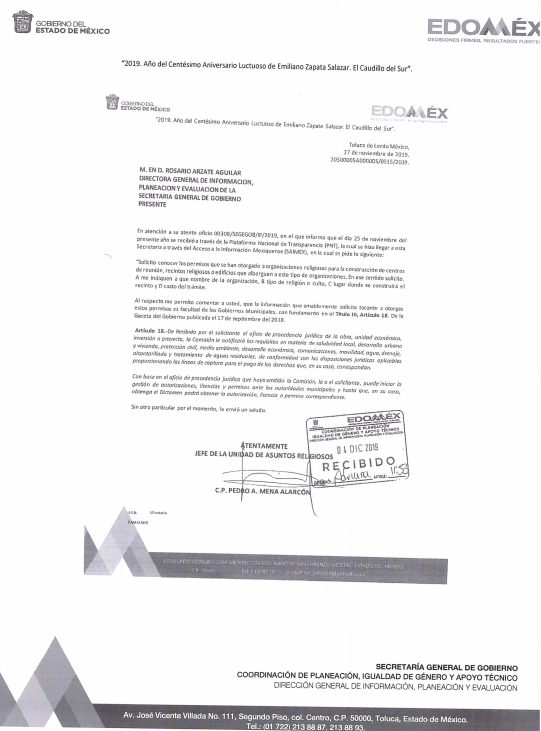 GOBIERNO DEL
ESTADO DE MÉXICO
EDOMÉX
DECISIONES FIRMES, RESULTADOS FUERTES.
"2019. Año del Centésimo Aniversario Luctuoso de Emiliano Zapata Salazar. El Caudillo del Sur".
GOBIERNO DEL
ESTADO DE MÉXICO
EDOMÉX
"2019. Año del Centésimo Aniversario Luctuoso de Emiliano Zapata Salazar. El Caudillo del Sur".
Toluca de Lerdo México,
27 de noviembre de 2019.
20500005A00000S/0515/2019.
M. EN D. ROSARIO ARZATE AGUILAR
DIRECTORA GENERAL DE INFORMACION,
PLANEACION Y EVALUACION DE LA
SECRETARIA GENERAL DE GOBIERNO
PRESENTE
En atención a su atento oficio 00308/SEGEGOB/IP/2019, en el que informa que el día 25 de noviembre del
presente año se recibió a través de la Plataforma Nacional de Transparencia (PNT), la cual se hizo llegar a esta
Secretaria a través del Acceso a la Información Mexiquense (SAIMEX), en la cual se pide lo siguiente:
"Solicito conocer los permisos que se han otorgado a organizaciones religiosas para la construcción de centros
de reunión, recintos religiosos o edificios que alberguen a este tipo de organizaciones. En ese sentido solicito.
A me indiquen a que nombre de la organización, B tipo de religión o culto, C lugar donde se construirá el
recinto y D costo del trámite.
Al respecto me permito comentar a usted, que la información que amablemente solicita tocante a otorgar
estos permisos es facultad de los Gobiernos Municipales, con fundamento en el Titulo III, Artículo 18. De la
Gaceta del Gobierno publicada el 17 de septiembre del 2018.
Artículo 18.-De Recibido por el solicitante el oficio de procedencia jurídica de la obra, unidad económica,
inversión o proyecto, la Comisión le notificará los requisitos en materia de salubridad local, desarrollo urbano
y vivienda, protección civil, medio ambiente, desarrollo económico, comunicaciones, movilidad, agua, drenaje,
alcantarillado y tratamiento de aguas residuales, de conformidad con las disposiciones jurídicas aplicables
proporcionando las líneas de captura para el pago de los derechos que, en su caso, correspondan.
Con base en el oficio de procedencia jurídica que haya emitido la Comisión, la o el solicitante, puede iniciar la
gestión de autorizaciones, licencias y permisos ante las autoridades municipales y hasta que, en su caso,
obtenga el Dictamen podrá obtener la autorización, licencia o permiso correspondiente.
Sin otro particular por el momento, le envió un saludo.
EDOMÉX
COORDINACIÓN DE PLANEACIÓN,
IGUALDAD DE GÉNERO Y APOYO TÉCNICO
DIRECCIÓN GENERAL DE INFORMACIÓN, PLANEACIÓN Y EVALUACIÓN
04 DIC 2019
RECIBIDO
11:53
ATENTAMENTE
JEFE DE LA UNIDAD DE ASUNTOS RELIGIOSOS
C.P. PEDRO A. MENA ALARCÓN
Minutario
SECRETARÍA GENERAL DE GOBIERNO
COORDINACIÓN DE PLANEACIÓN, IGUALDAD DE GÉNERO Y APOYO TÉCNICO
DIRECCIÓN GENERAL DE INFORMACIÓN, PLANEACIÓN Y EVALUACIÓN
Av. José Vicente Villada No. 111, Segundo Piso, col. Centro, C.P. 50000, Toluca, Estado de México.
Tel.: (01 722) 213 88 87, 213 88 93.